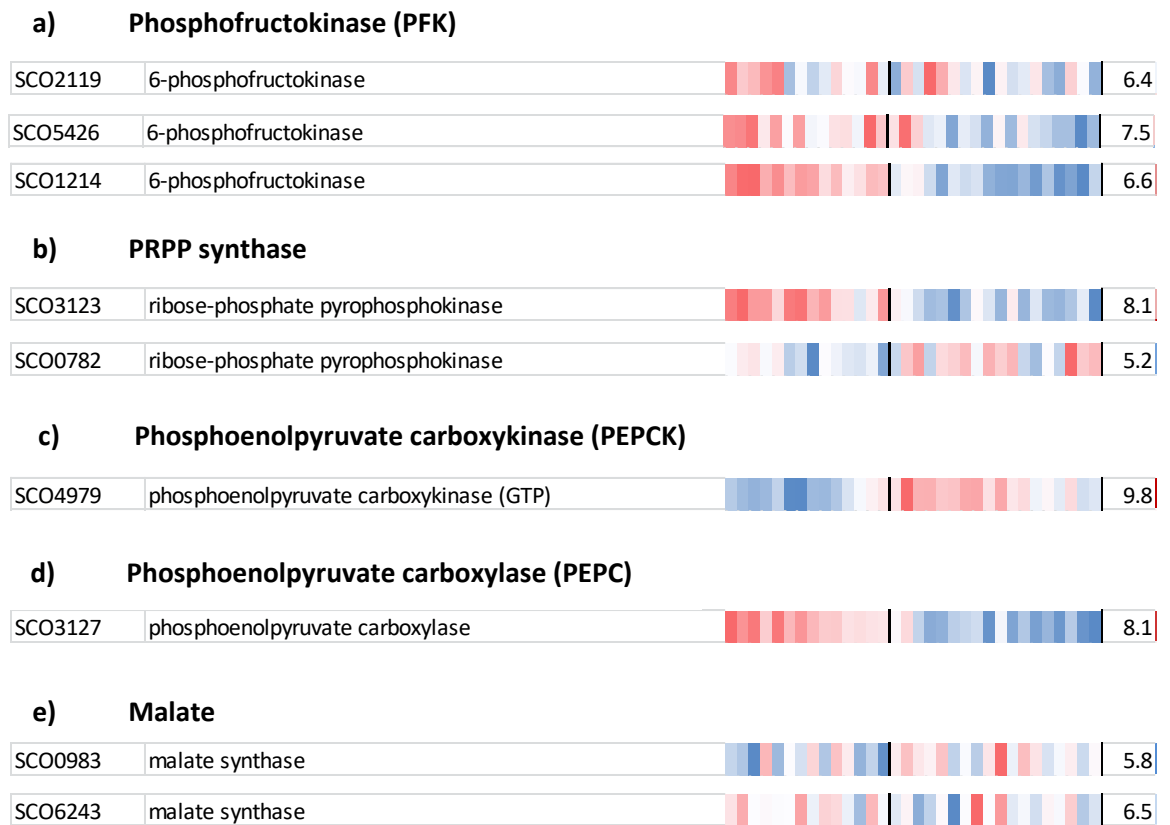 a) Phosphofructokinase (PFK)
SCO2119 6-phosphofructokinase 6.4
SCO5426 6-phosphofructokinase 7.5
SCO1214 6-phosphofructokinase 6.6
b) PRPP synthase
SCO3123 ribose-phosphate pyrophosphokinase 8.1
SCO0782 ribose-phosphate pyrophosphokinase 5.2
c) Phosphoenolpyruvate carboxykinase (PEPCK)
SCO4979 phosphoenolpyruvate carboxykinase (GTP) 9.8
d) Phosphoenolpyruvate carboxylase (PEPC)
SCO3127 phosphoenolpyruvate carboxylase 8.1
e) Malate
SCO0983 malate synthase 5.8
SCO6243 malate synthase 6.5